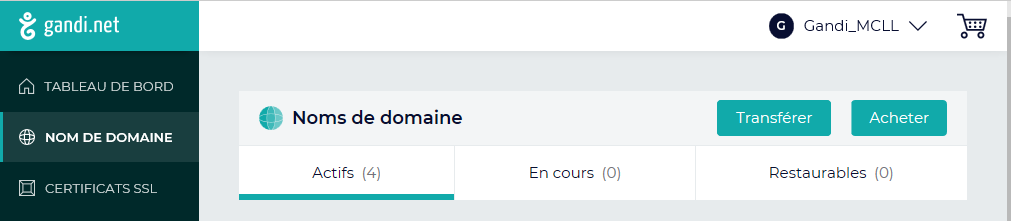 gandi.net
G Gandi_MCLL
TABLEAU DE BORD
NOM DE DOMAINE
CERTIFICATS SSL
Noms de domaine
Transférer
Acheter
Actifs (4)
En cours (0)
Restaurables (0)